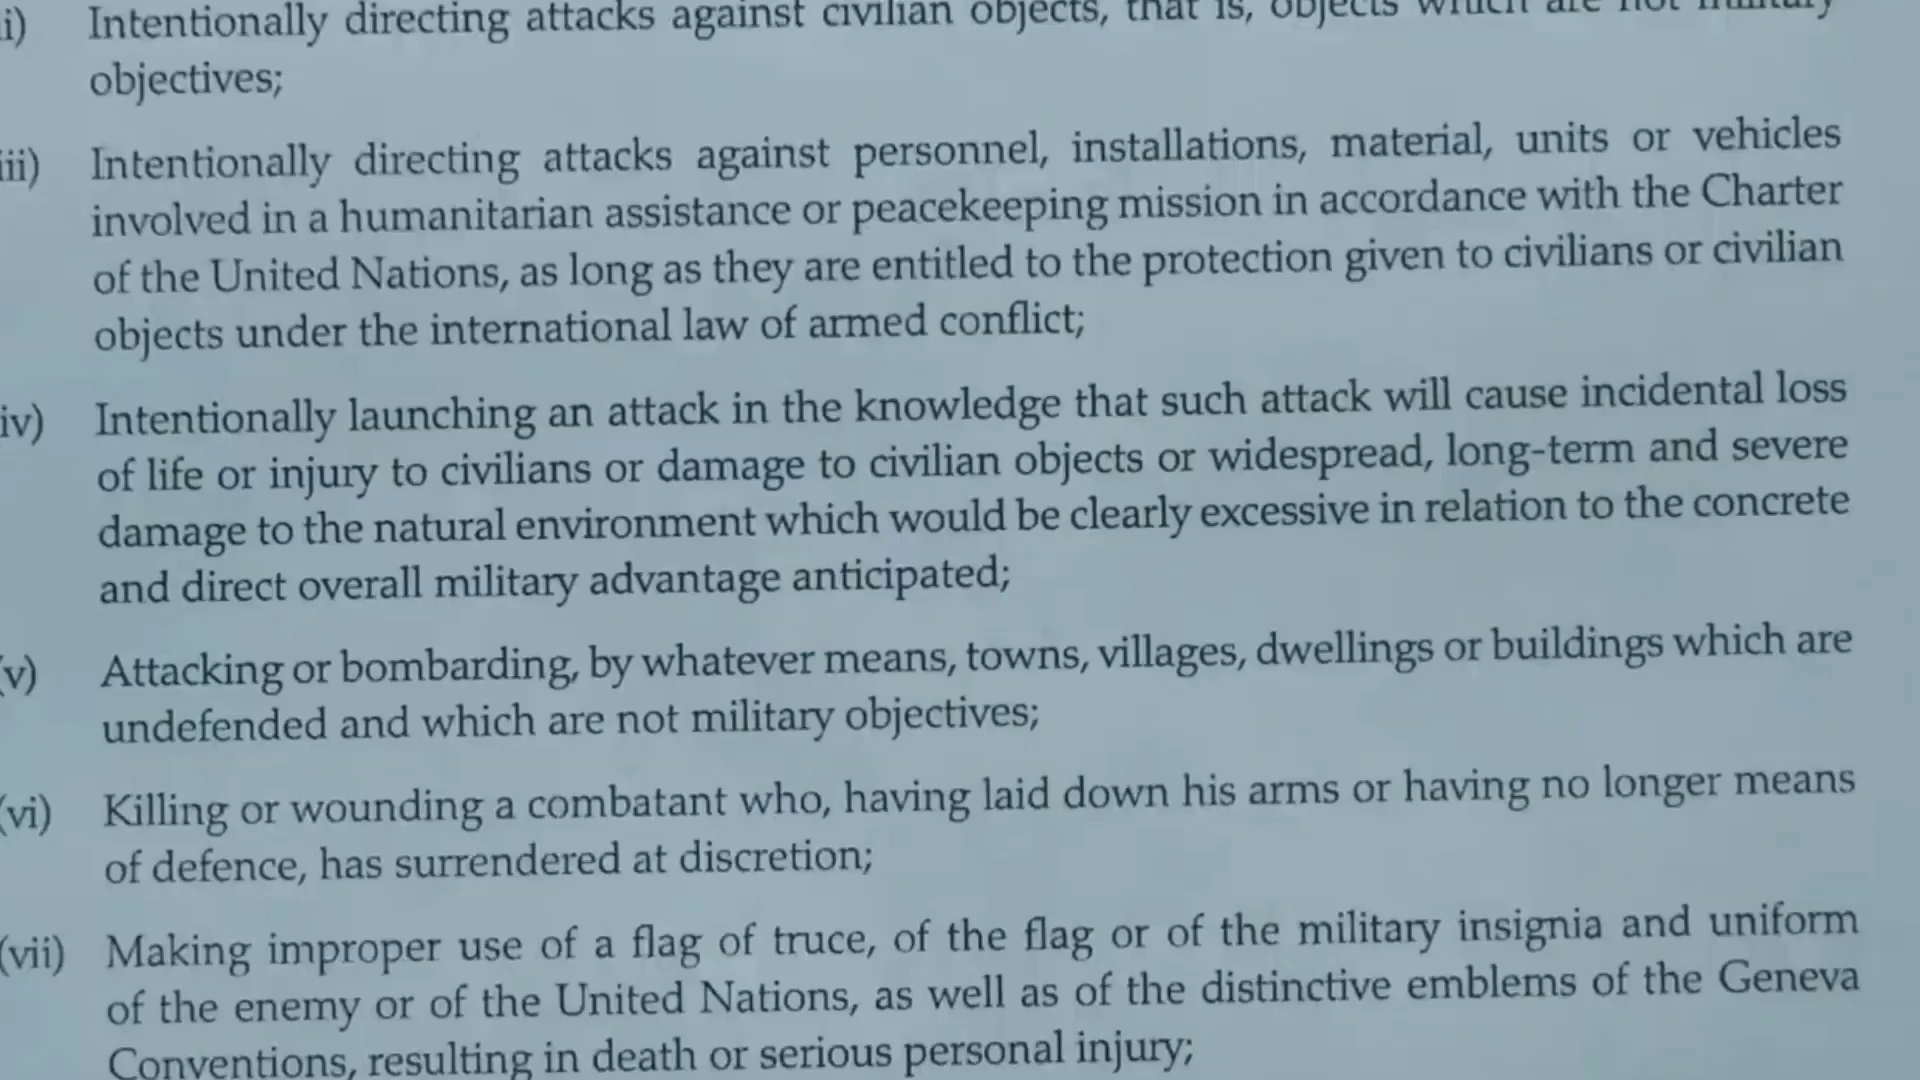 ii) Intentionally directing attacks against civilian objects, that is, objects which are not military
objectives;
iii) Intentionally directing attacks against personnel, installations, material, units or vehicles
involved in a humanitarian assistance or peacekeeping mission in accordance with the Charter
of the United Nations, as long as they are entitled to the protection given to civilians or civilian
objects under the international law of armed conflict;
iv) Intentionally launching an attack in the knowledge that such attack will cause incidental loss
of life or injury to civilians or damage to civilian objects or widespread, long-term and severe
damage to the natural environment which would be clearly excessive in relation to the concrete
and direct overall military advantage anticipated;
(v) Attacking or bombarding, by whatever means, towns, villages, dwellings or buildings which are
undefended and which are not military objectives;
(vi) Killing or wounding a combatant who, having laid down his arms or having no longer means
of defence, has surrendered at discretion;
(vii) Making improper use of a flag of truce, of the flag or of the military insignia and uniform
of the enemy or of the United Nations, as well as of the distinctive emblems of the Geneva
Conventions, resulting in death or serious personal injury;